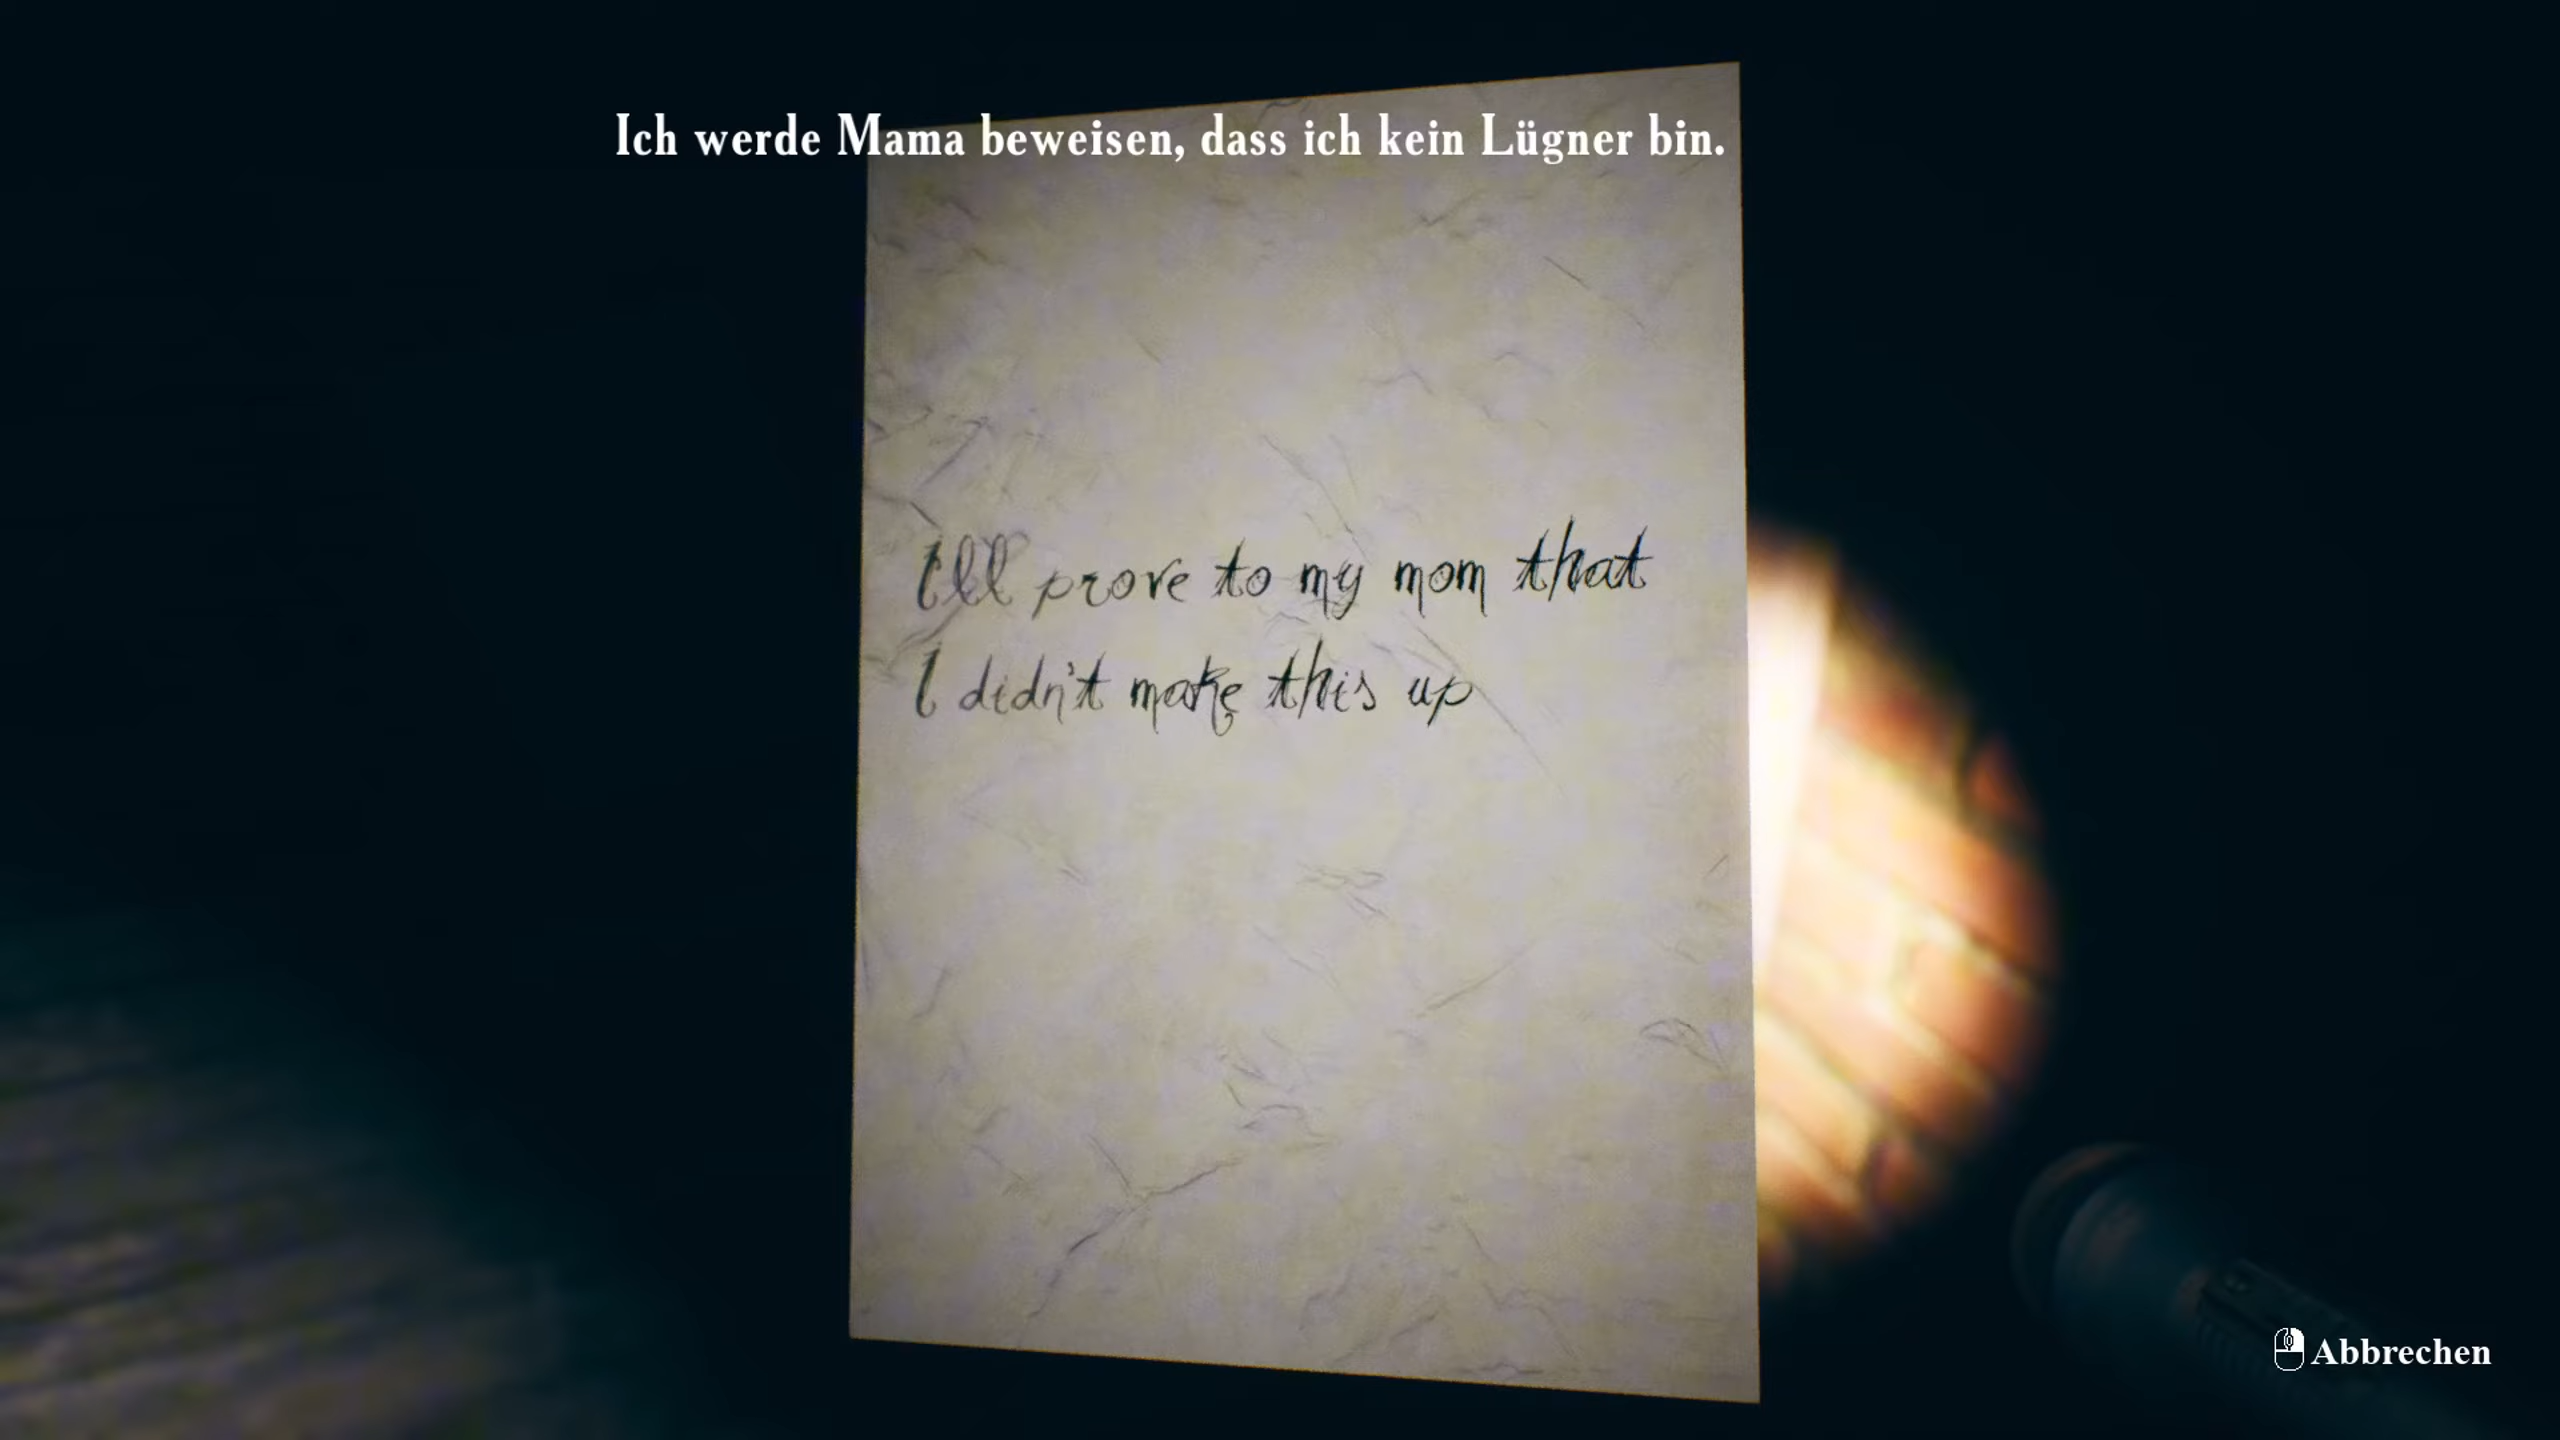 Ich werde Mama beweisen, dass ich kein Lügner bin.
I'll prove to my mom that
I didn't make this up
Abbrechen